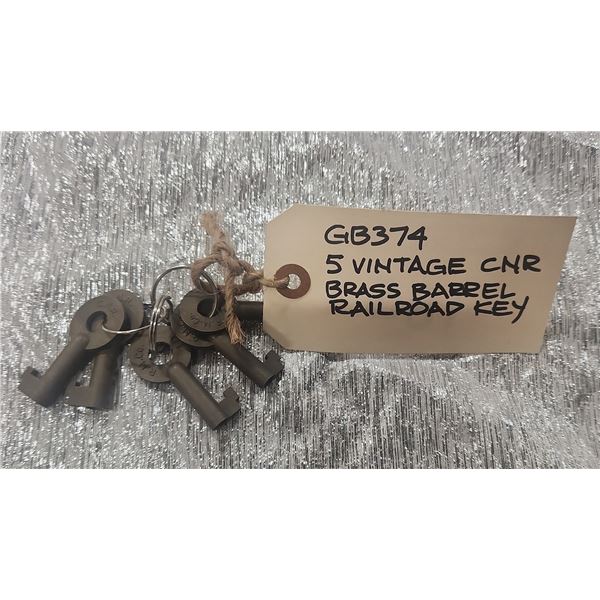 GB374
5 VINTAGE CNR
BRASS BARREL
RAILROAD KEY